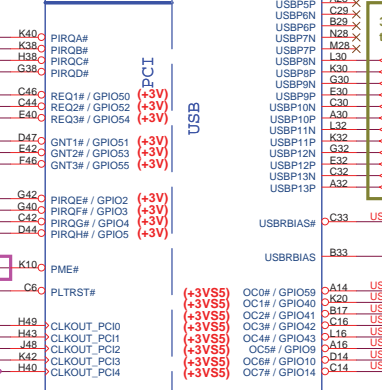 K40 PIRQA#
K38 PIRQB#
H38 PIRQC#
G38 PIRQD#
C46 REQ1# / GPIO50 (+3V)
C44 REQ2# / GPIO52 (+3V)
E40 REQ3# / GPIO54 (+3V)
D47 GNT1# / GPIO51 (+3V)
E42 GNT2# / GPIO53 (+3V)
F46 GNT3# / GPIO55 (+3V)
G42 PIRQE# / GPIO2 (+3V)
G40 PIRQF# / GPIO3 (+3V)
C42 PIRQG# / GPIO4 (+3V)
D44 PIRQH# / GPIO5 (+3V)
K10 PME#
C6 PLTRST#
H49 CLKOUT_PCI0
H43 CLKOUT_PCI1
J48 CLKOUT_PCI2
K42 CLKOUT_PCI3
H40 CLKOUT_PCI4
PCI
USB
USBP5P
USBP6N C29
USBP6P B29
USBP7N N28
USBP7P M28
USBP8N L30
USBP8P K30
USBP9N G30
USBP9P E30
USBP10N C30
USBP10P A30
USBP11N L32
USBP11P K32
USBP12N G32
USBP12P E32
USBP13N C32
USBP13P A32
USBRBIAS# C33
USBRBIAS B33
(+3VS5) OC0# / GPIO59 A14
(+3VS5) OC1# / GPIO40 K20
(+3VS5) OC2# / GPIO41 B17
(+3VS5) OC3# / GPIO42 C16
(+3VS5) OC4# / GPIO43 L16
(+3VS5) OC5# / GPIO9 A16
(+3VS5) OC6# / GPIO10 D14
(+3VS5) OC7# / GPIO14 C14